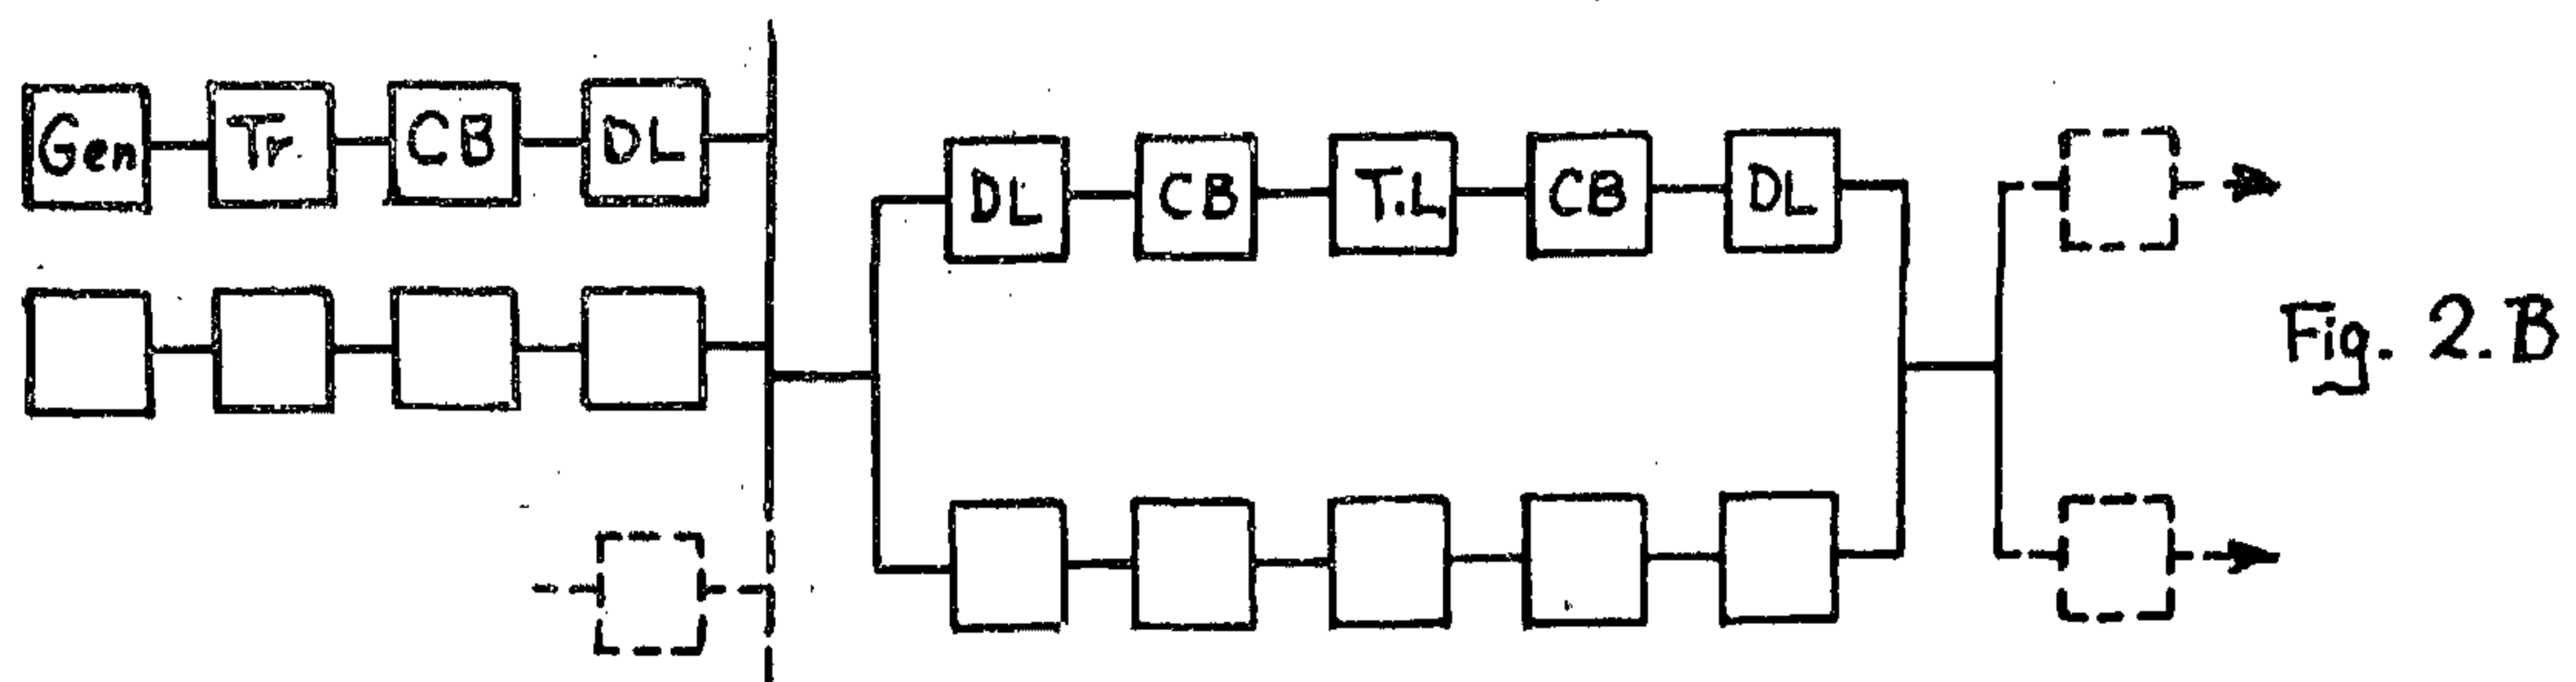 Gen Tr. CB DL
DL CB T.L. CB DL
Fig. 2.B